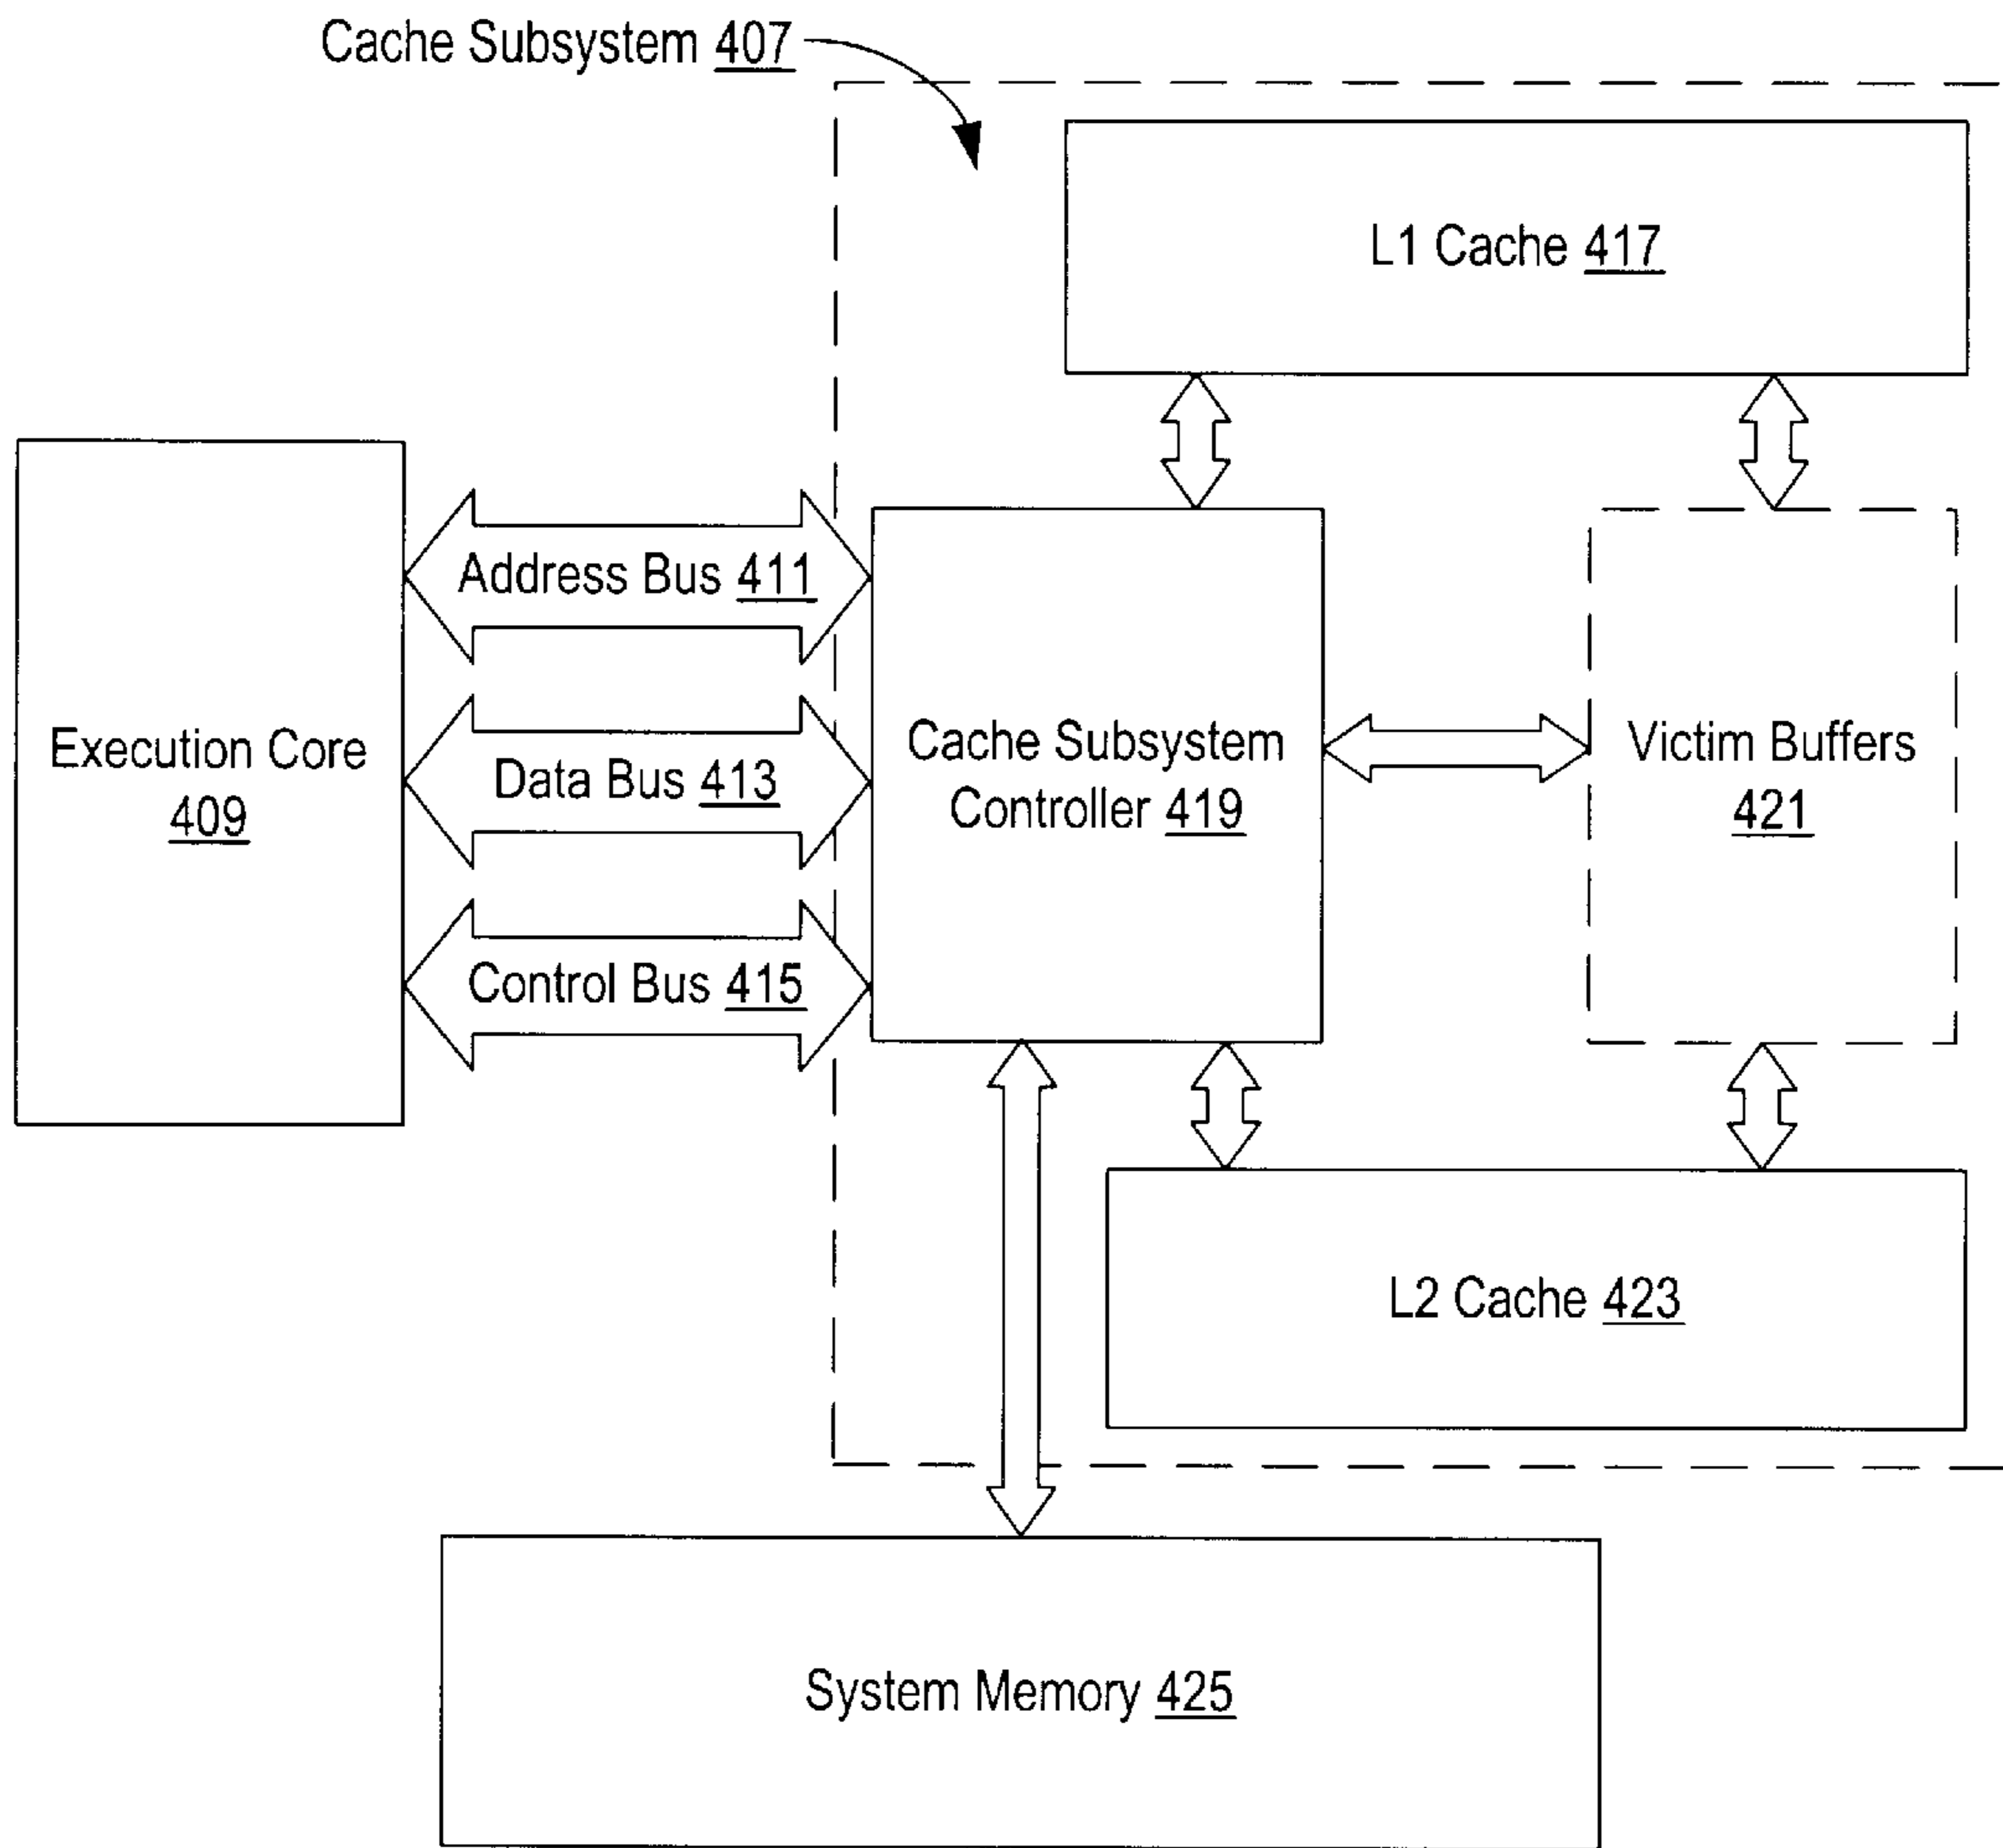 Cache Subsystem 407
L1 Cache 417
Address Bus 411
Execution Core
409
Data Bus 413
Cache Subsystem
Controller 419
Victim Buffers
421
Control Bus 415
L2 Cache 423
System Memory 425